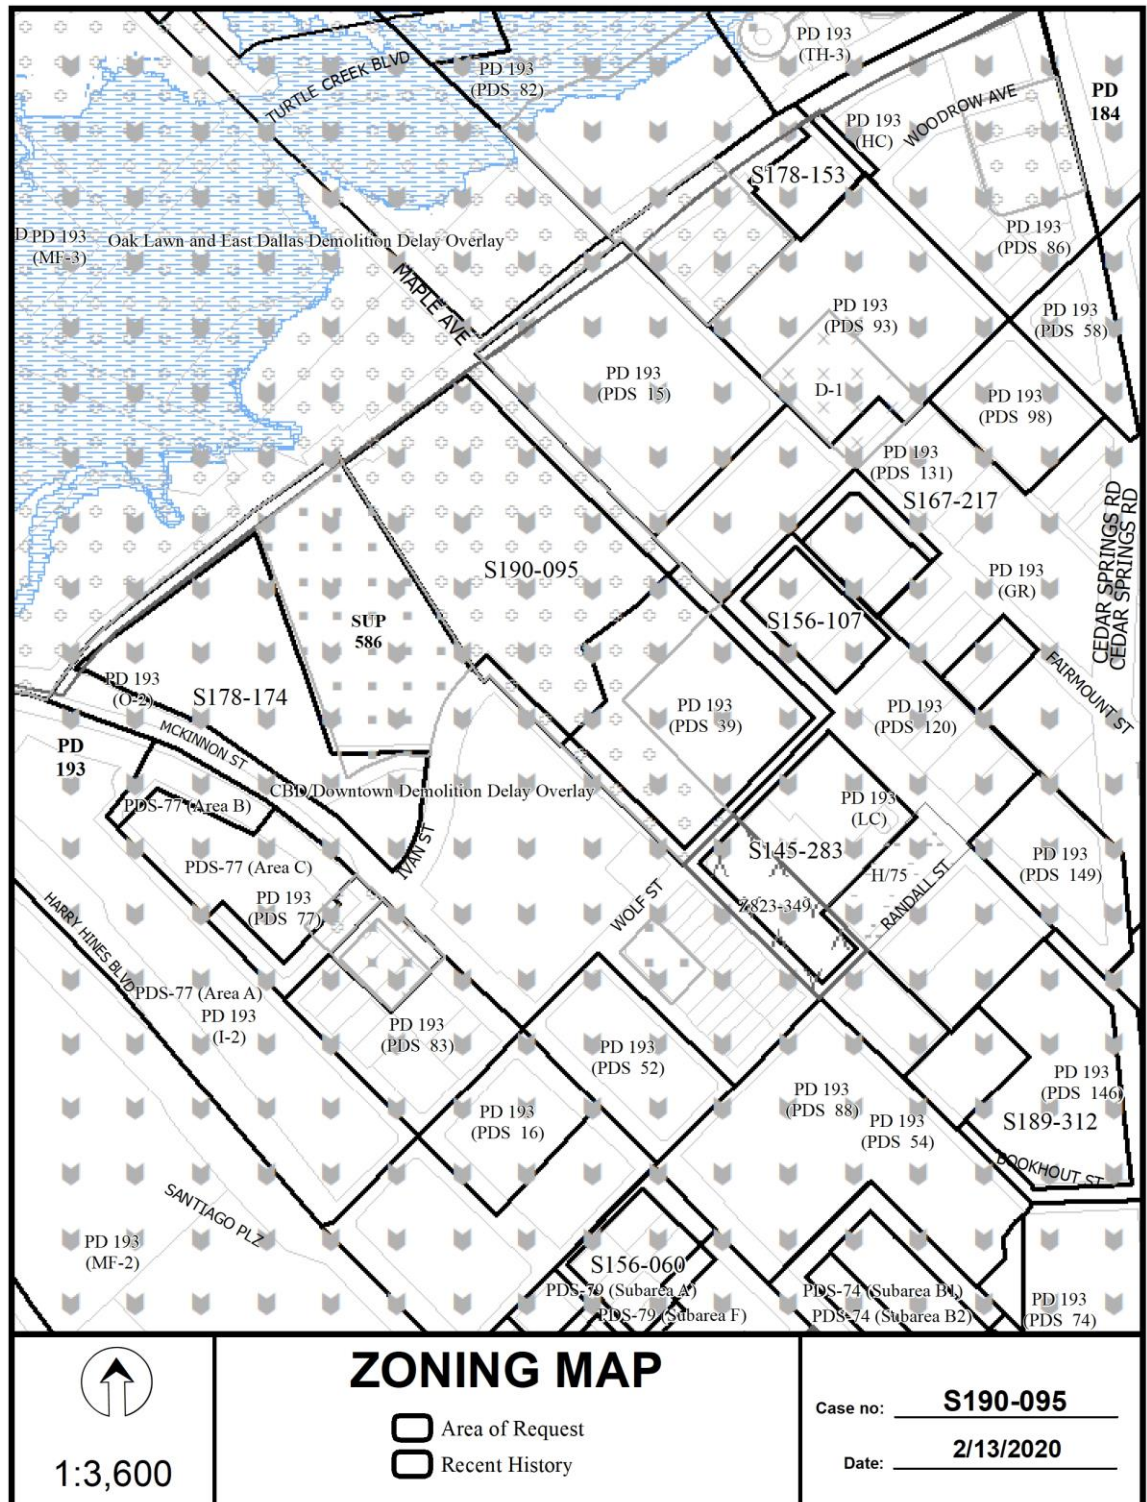 PD 193
(TH-3)
TURTLE CREEK BLVD
PD 193
(PDS 82)
PD
184
WOODROW AVE
PD 193
(HC)
S178-153
PD 193
(PDS 86)
D PD 193
(MF-3)
Oak Lawn and East Dallas Demolition Delay Overlay
MAPLE AVE
PD 193
(PDS 93)
PD 193
(PDS 58)
PD 193
(PDS 15)
D-1
PD 193
(PDS 98)
PD 193
(PDS 131)
S167-217
CEDAR SPRINGS RD
CEDAR SPRINGS RD
S190-095
PD 193
(GR)
SUP
586
S156-107
FAIRMOUNT ST
PD 193
(O-2)
S178-174
PD 193
(PDS 39)
PD 193
(PDS 120)
MCKINNON ST
PD
193
CBD/Downtown Demolition Delay Overlay
PDS-77 (Area B)
PD 193
(LC)
IVAN ST
S145-283
PDS-77 (Area C)
H/75
PD 193
(PDS 149)
PD 193
(PDS 77)
WOLF ST
Z823-349
RANDALL ST
HARRY HINES BLVD
PDS-77 (Area A)
PD 193
(I-2)
PD 193
(PDS 83)
PD 193
(PDS 52)
PD 193
(PDS 146)
PD 193
(PDS 88)
PD 193
(PDS 16)
PD 193
(PDS 54)
S189-312
BOOKHOUT ST
SANTIAGO PLZ
PD 193
(MF-2)
S156-060
PDS-79 (Subarea A)
PDS-79 (Subarea F)
PDS-74 (Subarea B1)
PDS-74 (Subarea B2)
PD 193
(PDS 74)
1:3,600
ZONING MAP
Area of Request
Recent History
Case no: S190-095
Date: 2/13/2020